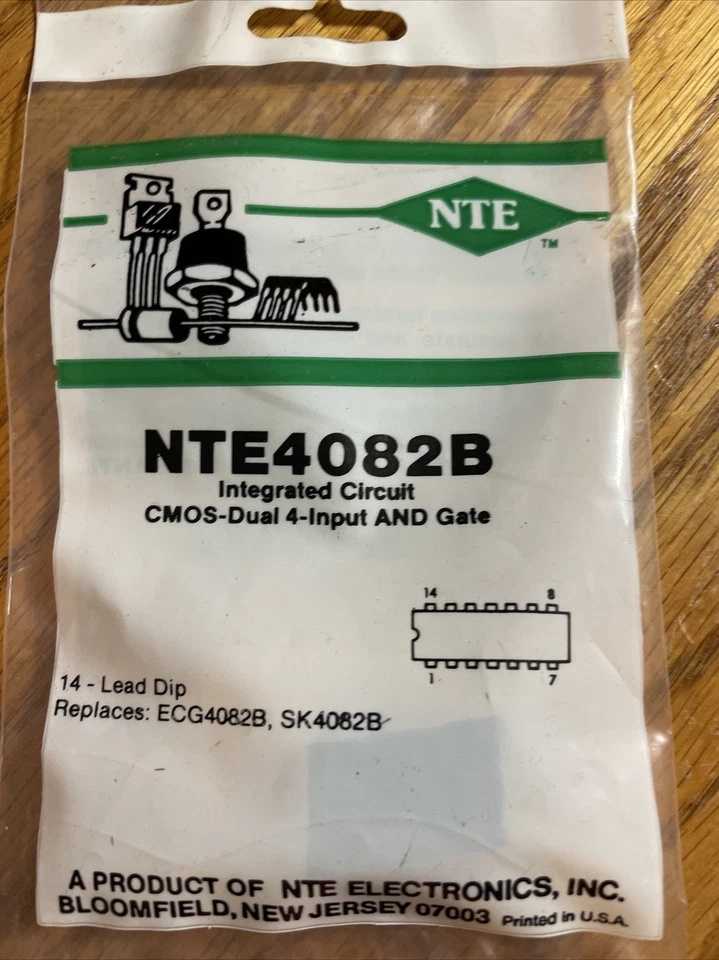 NTE
TM
NTE4082B
Integrated Circuit
CMOS-Dual 4-Input AND Gate
14 8
1 7
14 - Lead Dip
Replaces: ECG4082B, SK4082B
A PRODUCT OF NTE ELECTRONICS, INC.
BLOOMFIELD, NEW JERSEY 07003 Printed in U.S.A.